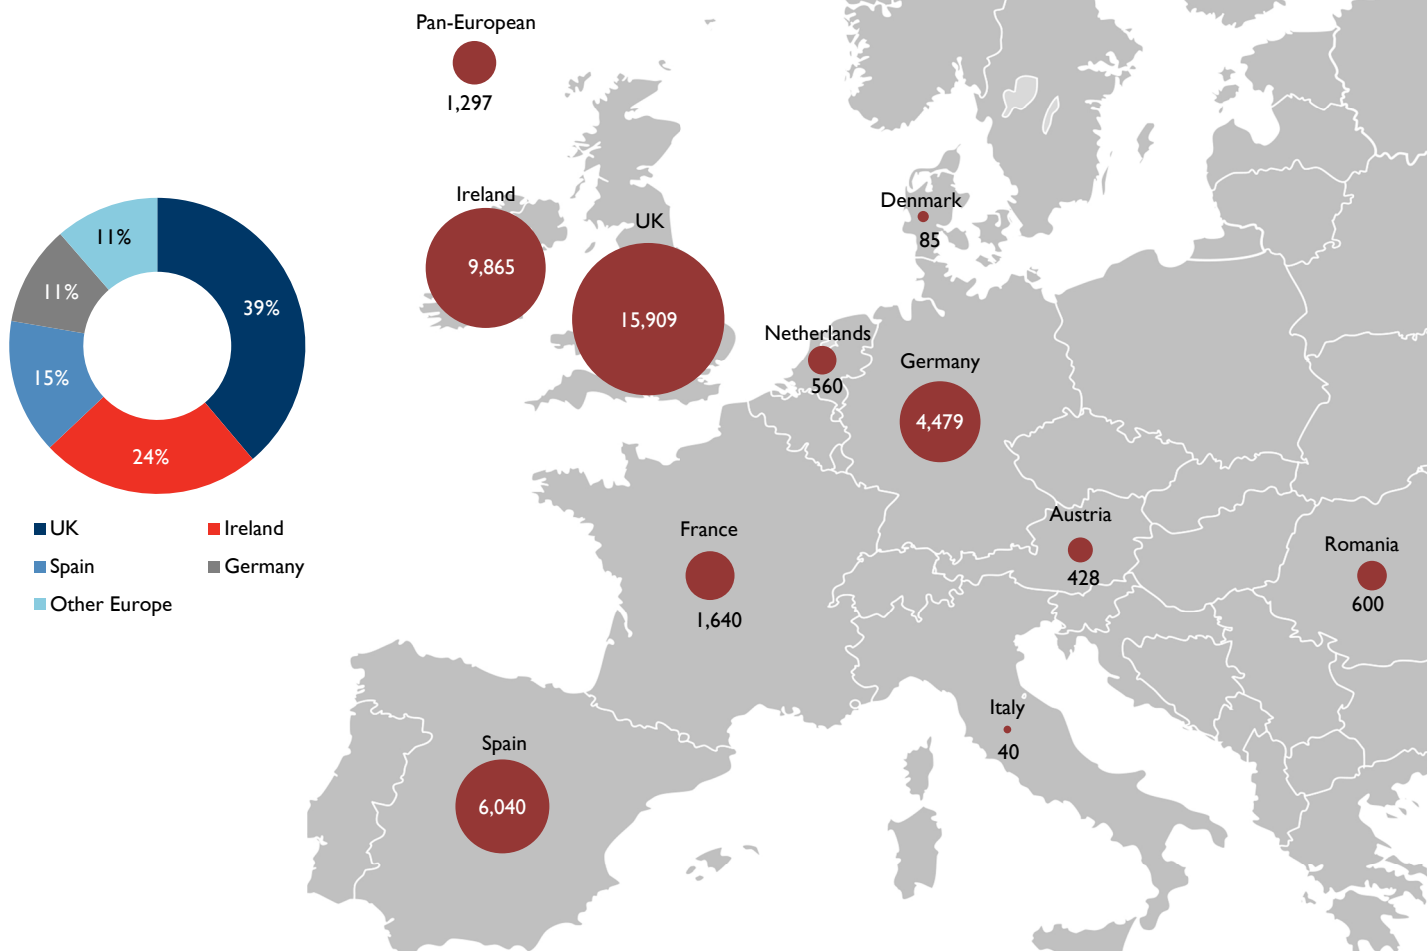 Pan-European
1,297
Ireland
9,865
UK
15,909
Denmark
85
Netherlands
560
Germany
4,479
France
1,640
Austria
428
Romania
600
Italy
40
Spain
6,040
11%
39%
11%
15%
24%
UK
Ireland
Spain
Germany
Other Europe